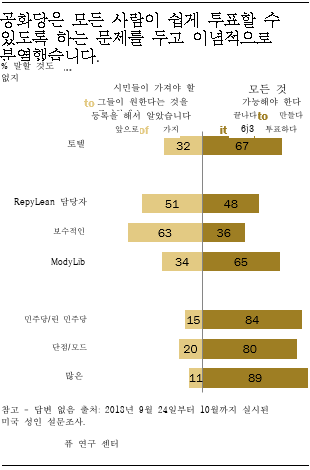 공화당은 모든 사람이 쉽게 투표할 수
있도록 하는 문제를 두고 이념적으로
분열했습니다.
% 말할 것도 ...
없지
시민들이 가져야 할
to 그들이 원한다는 것을
등록을 해서 알았습니다
앞으로 of 가지
모든 것
가능해야 한다
끝나다 to 만들다
it 6|3 투표하다
토텔 32 67
RepyLean 담당자 51 48
보수적인 63 36
ModyLib 34 65
민주당/린 민주당 15 84
단점/모드 20 80
많은 11 89
참고 - 답변 없음 출처: 2018년 9월 24일부터 10월까지 실시된
미국 성인 설문조사.
퓨 연구 센터